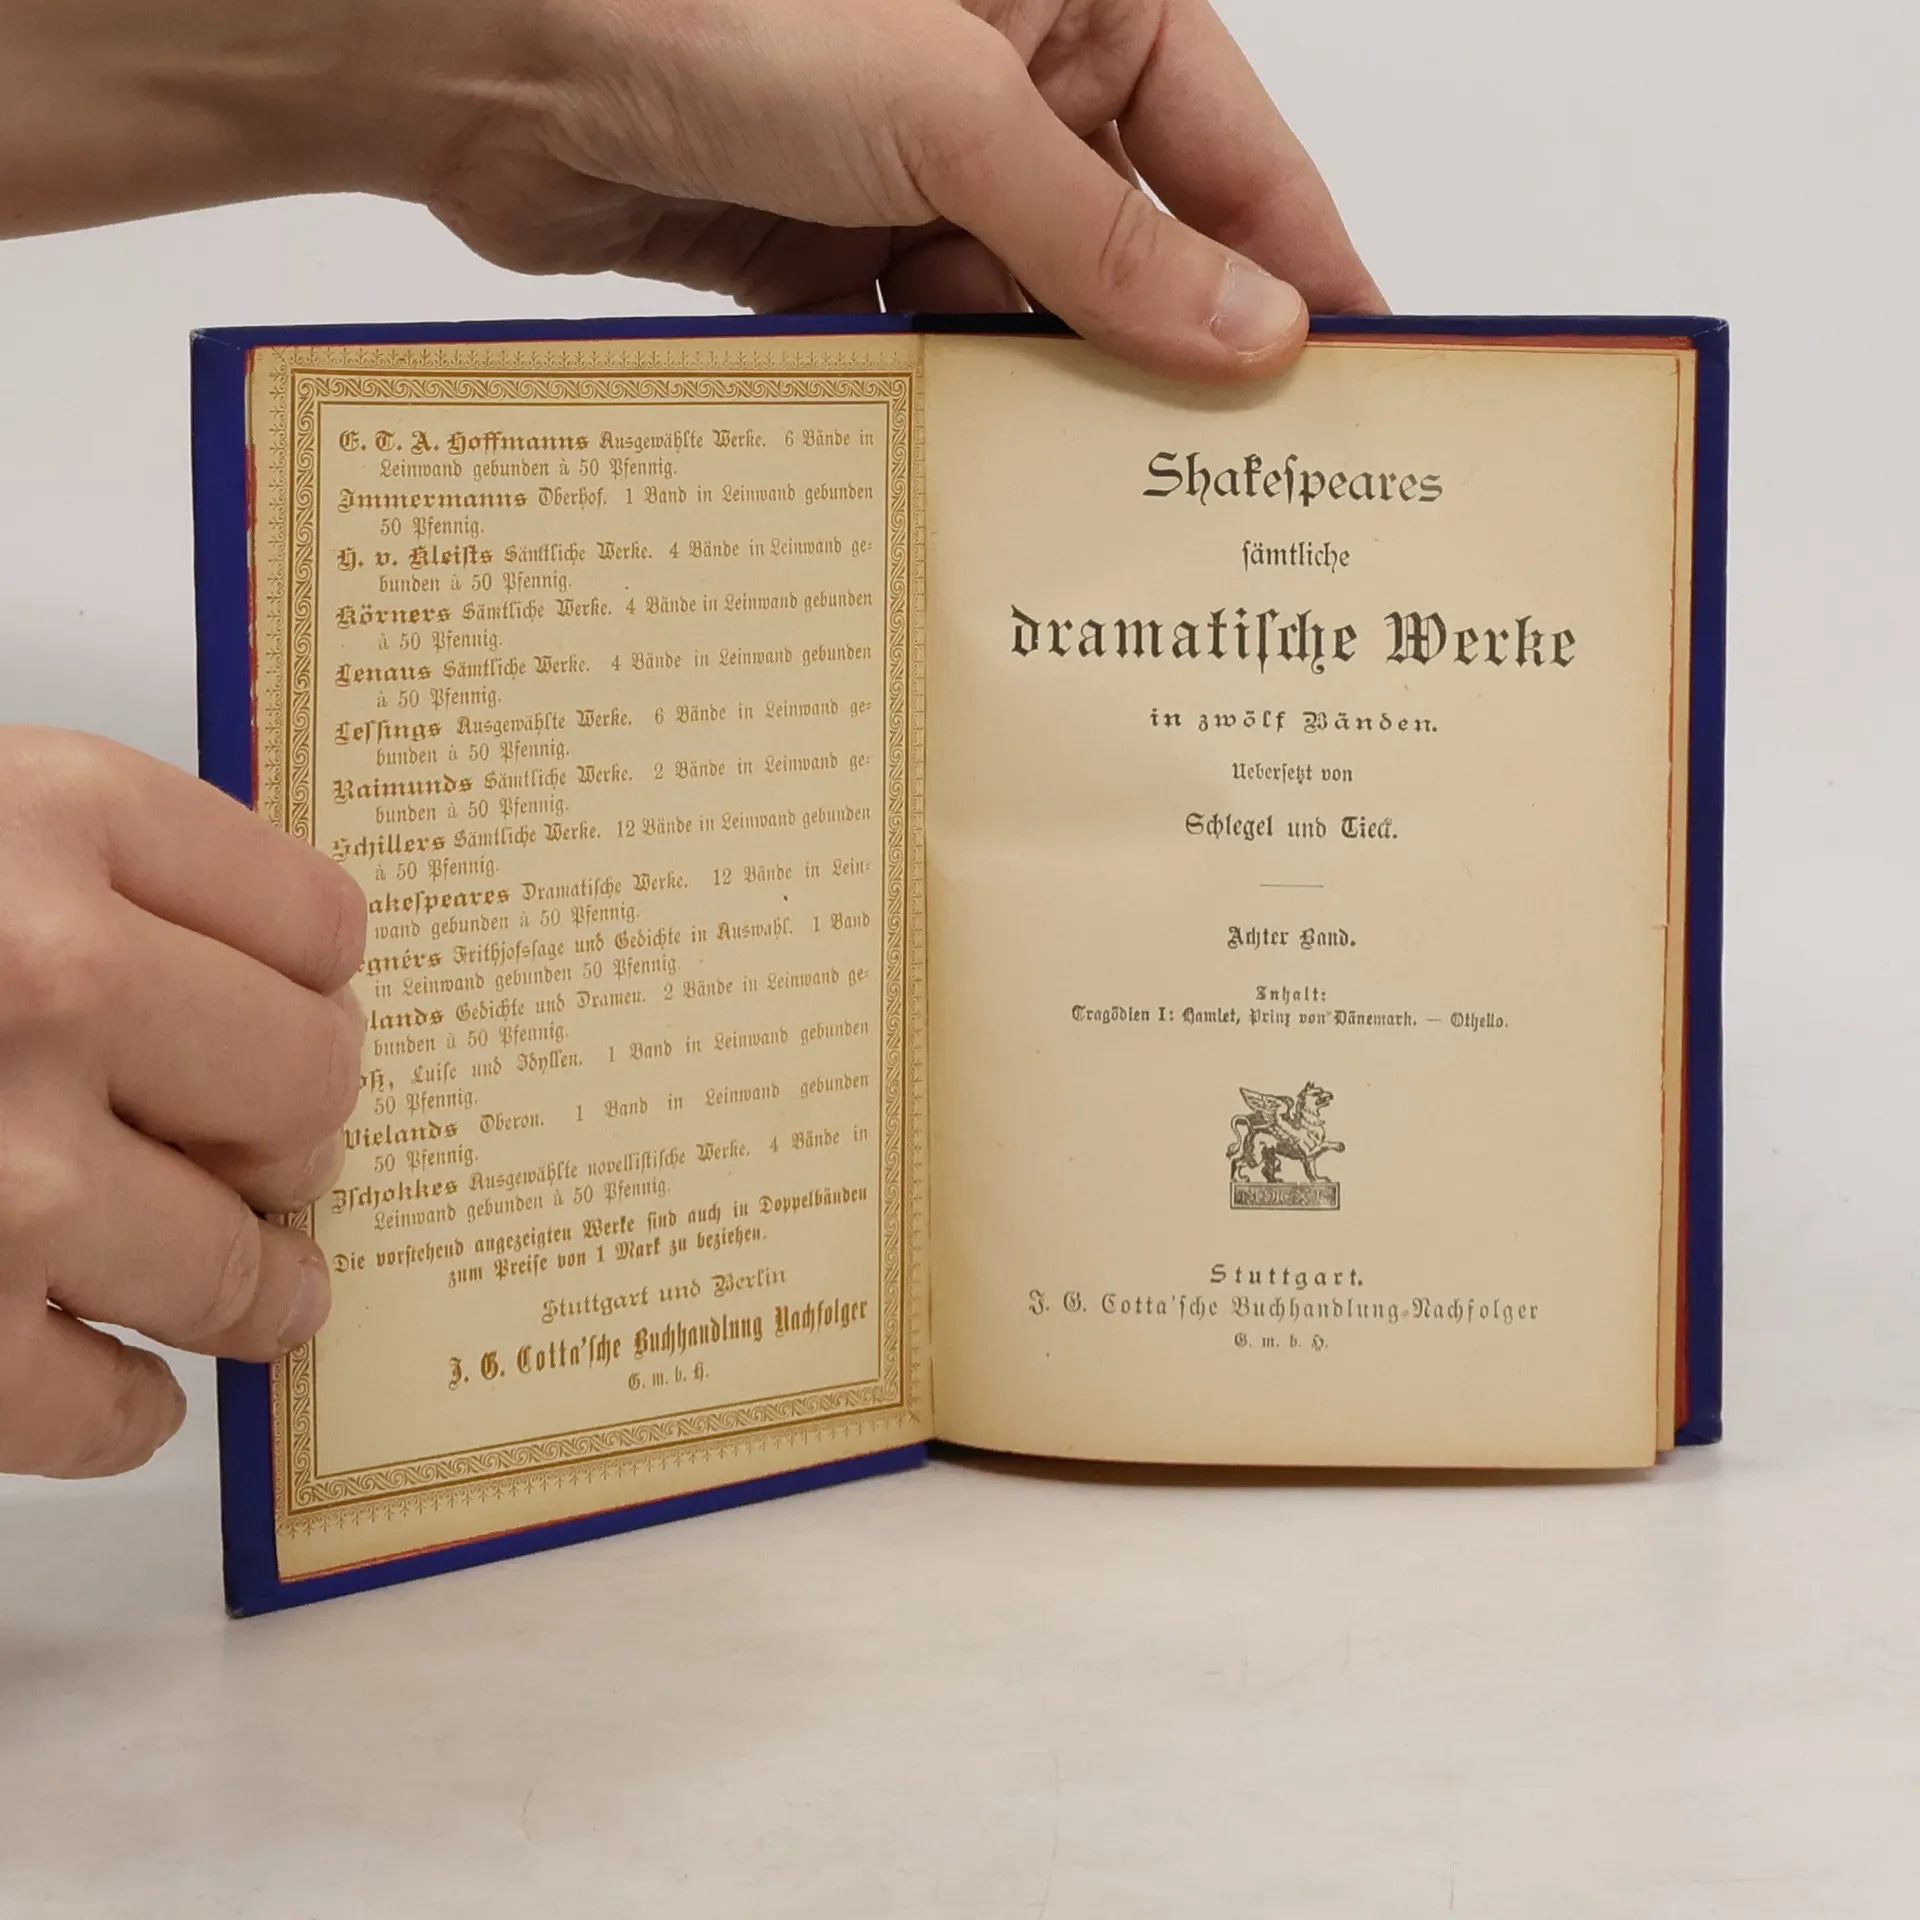 E. T. A. Hoffmanns Ausgewählte Werke. 6 Bände in
Leinwand gebunden à 50 Pfennig.
Immermanns Oberhof. 1 Band in Leinwand gebunden
50 Pfennig.
H. v. Kleiſts Sämtliche Werke. 4 Bände in Leinwand ge-
bunden à 50 Pfennig.
Körners Sämtliche Werke. 4 Bände in Leinwand gebunden
à 50 Pfennig.
Lenaus Sämtliche Werke. 4 Bände in Leinwand gebunden
à 50 Pfennig.
Leſſings Ausgewählte Werke. 6 Bände in Leinwand ge-
bunden à 50 Pfennig.
Raimunds Sämtliche Werke. 2 Bände in Leinwand ge-
bunden à 50 Pfennig.
Schillers Sämtliche Werke. 12 Bände in Leinwand gebunden
à 50 Pfennig.
akeſpeares Dramatiſche Werke. 12 Bände in Lein-
wand gebunden à 50 Pfennig.
gnérs Frithjofsſage und Gedichte in Auswahl. 1 Band
in Leinwand gebunden 50 Pfennig.
lands Gedichte und Dramen. 2 Bände in Leinwand ge-
bunden à 50 Pfennig.
oß, Luiſe und Idyllen. 1 Band in Leinwand gebunden
50 Pfennig.
Wielands Oberon. 1 Band in Leinwand gebunden
50 Pfennig.
Zſchokkes Ausgewählte novelliſtiſche Werke. 4 Bände in
Leinwand gebunden à 50 Pfennig.
Die vorſtehend angezeigten Werke ſind auch in Doppelbänden
zum Preiſe von 1 Mark zu beziehen.
Stuttgart und Berlin
J. G. Cotta'ſche Buchhandlung Nachfolger
G. m. b. H.
Shakeſpeares
ſämtliche
dramatiſche Werke
in zwölf Bänden.
Ueberſetzt von
Schlegel und Tieck.
Achter Band.
Inhalt:
Tragödien I: Hamlet, Prinz von Dänemark. — Othello.
Stuttgart.
J. G. Cotta'ſche Buchhandlung Nachfolger
G. m. b. H.